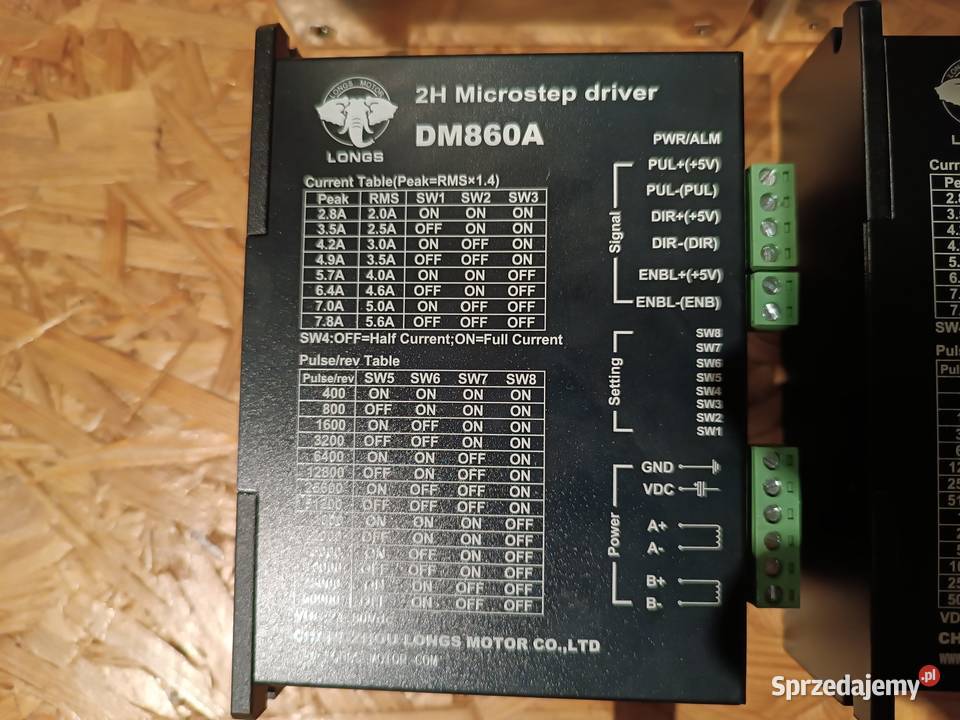 LONGS MOTOR
LONGS
2H Microstep driver
DM860A
Current Table(Peak=RMS×1.4)
Peak RMS SW1 SW2 SW3
2.8A 2.0A ON ON ON
3.5A 2.5A OFF ON ON
4.2A 3.0A ON OFF ON
4.9A 3.5A OFF OFF ON
5.7A 4.0A ON ON OFF
6.4A 4.6A OFF ON OFF
7.0A 5.0A ON OFF OFF
7.8A 5.6A OFF OFF OFF
SW4:OFF=Half Current;ON=Full Current
Pulse/rev Table
Pulse/rev SW5 SW6 SW7 SW8
400 ON ON ON ON
800 OFF ON ON ON
1600 ON OFF ON ON
3200 OFF OFF ON ON
6400 ON ON OFF ON
12800 OFF ON OFF ON
ON OFF OFF ON
OFF OFF OFF ON
ON ON ON OFF
OFF ON ON OFF
ON OFF ON OFF
OFF OFF ON OFF
ON ON OFF OFF
OFF ON OFF OFF
LONGS MOTOR CO.,LTD
PWR/ALM
Signal
PUL+(+5V)
PUL-(PUL)
DIR+(+5V)
DIR-(DIR)
ENBL+(+5V)
ENBL-(ENB)
Setting
SW8
SW7
SW6
SW5
SW4
SW3
SW2
SW1
Power
GND
VDC
A+
A-
B+
B-
Sprzedajemy.pl